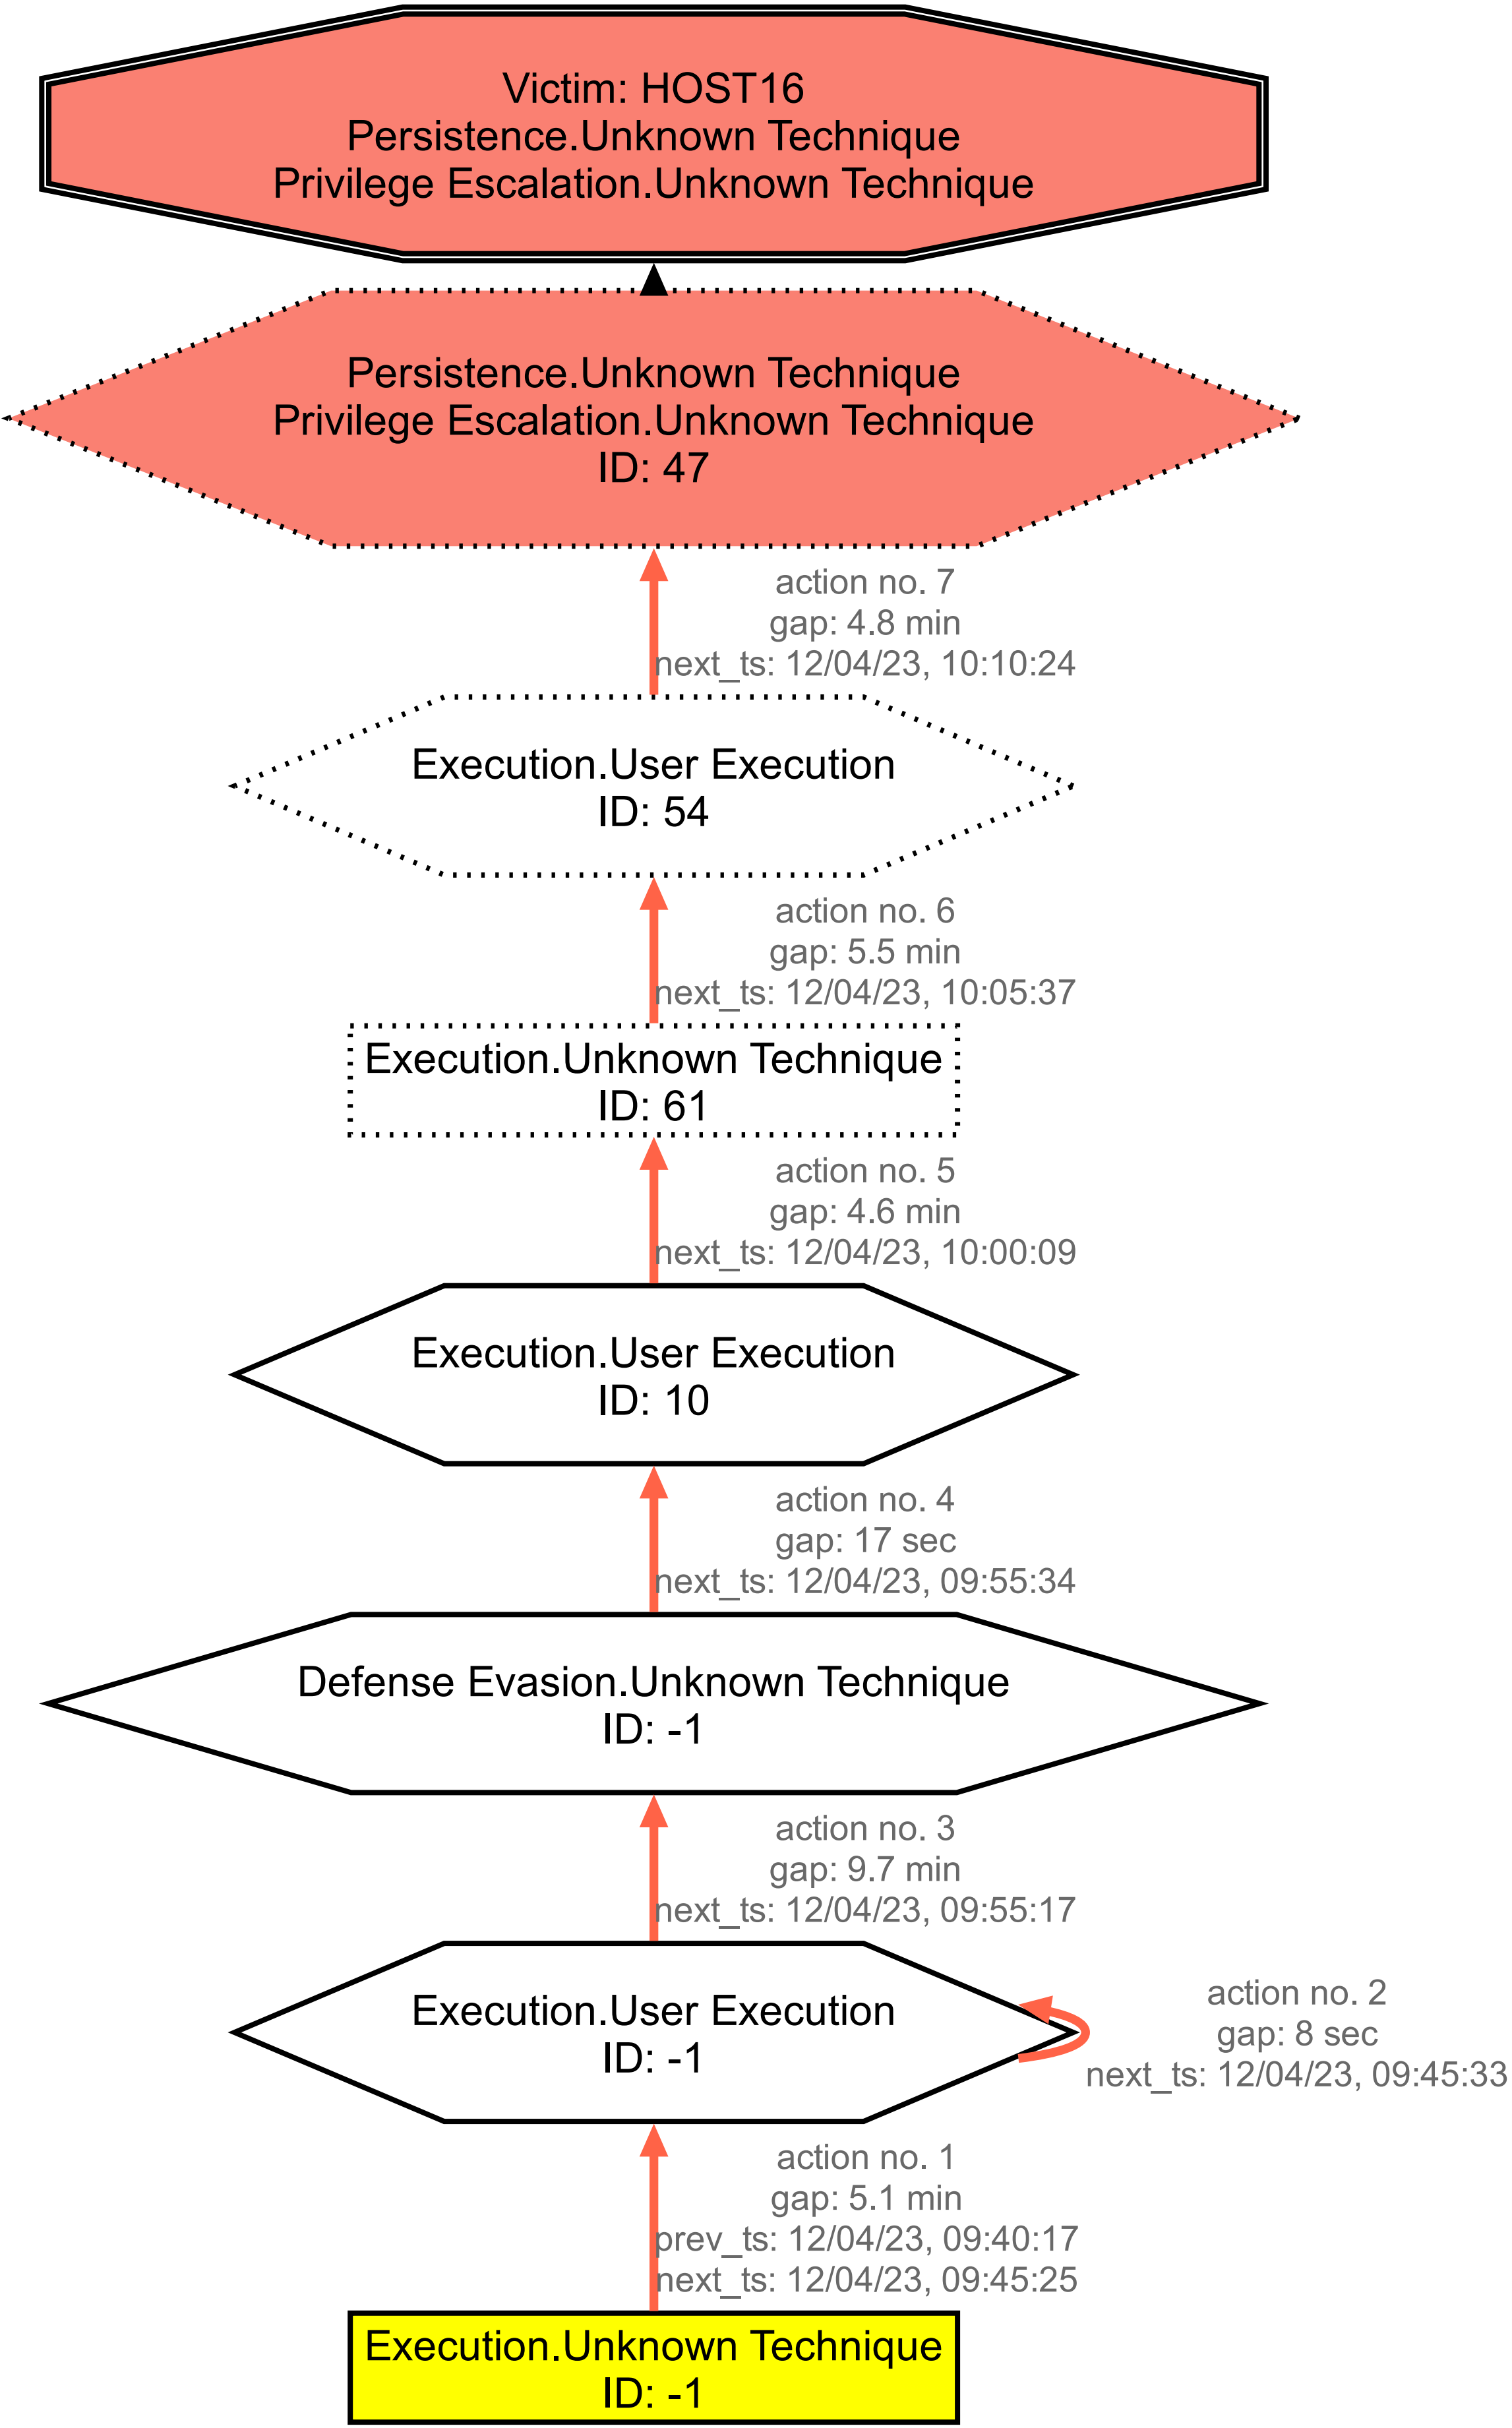 Victim: HOST16
Persistence.Unknown Technique
Privilege Escalation.Unknown Technique
Persistence.Unknown Technique
Privilege Escalation.Unknown Technique
ID: 47
action no. 7
gap: 4.8 min
next_ts: 12/04/23, 10:10:24
Execution.User Execution
ID: 54
action no. 6
gap: 5.5 min
next_ts: 12/04/23, 10:05:37
Execution.Unknown Technique
ID: 61
action no. 5
gap: 4.6 min
next_ts: 12/04/23, 10:00:09
Execution.User Execution
ID: 10
action no. 4
gap: 17 sec
next_ts: 12/04/23, 09:55:34
Defense Evasion.Unknown Technique
ID: -1
action no. 3
gap: 9.7 min
next_ts: 12/04/23, 09:55:17
Execution.User Execution
ID: -1
action no. 2
gap: 8 sec
next_ts: 12/04/23, 09:45:33
action no. 1
gap: 5.1 min
prev_ts: 12/04/23, 09:40:17
next_ts: 12/04/23, 09:45:25
Execution.Unknown Technique
ID: -1